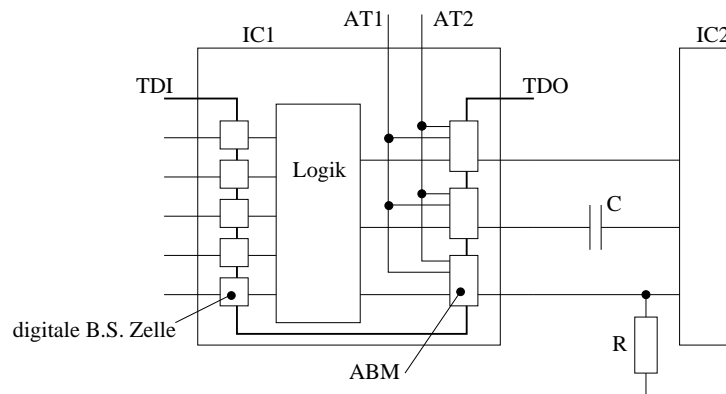 IC1
AT1
AT2
IC2
TDI
TDO
Logik
C
digitale B.S. Zelle
ABM
R